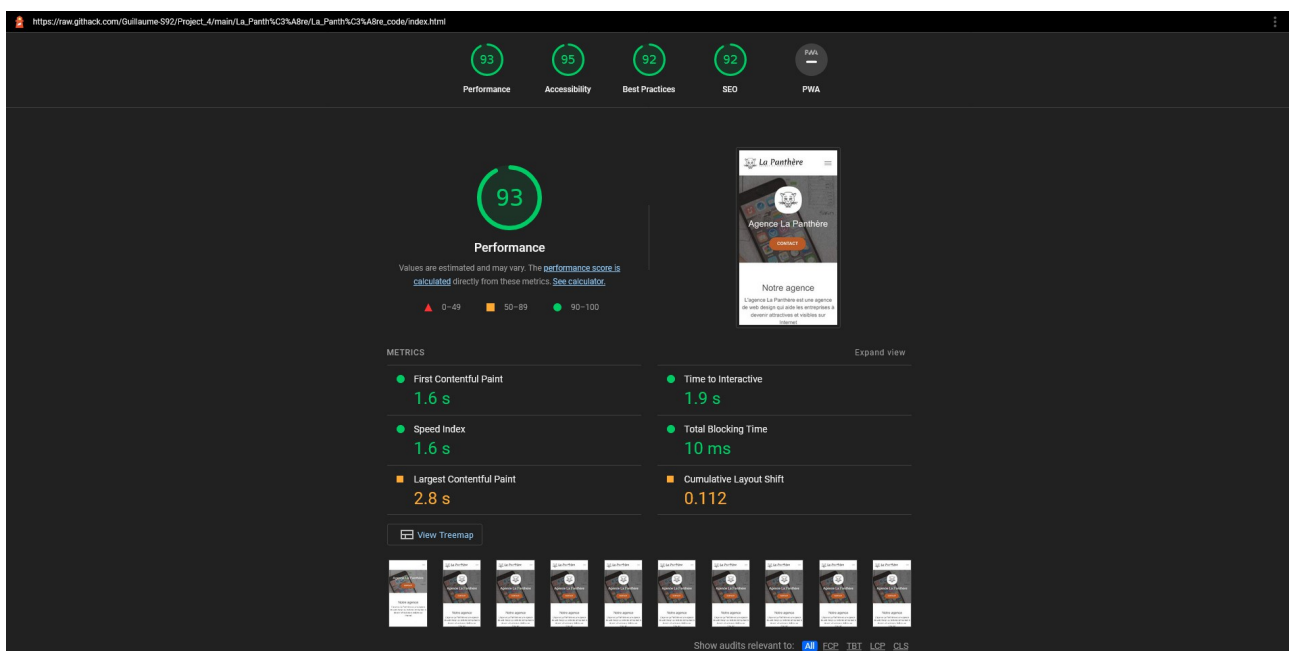 https://raw.githack.com/Guillaume-S92/Project_4/main/La_Panth%C3%A8re/La_Panth%C3%A8re_code/index.html
93
95
92
92
PWA
Performance
Accessibility
Best Practices
SEO
PWA
93
Performance
Values are estimated and may vary. The performance score is
calculated directly from these metrics. See calculator.
0–49
50–89
90–100
La Panthère
Agence La Panthère
CONTACT
Notre agence
L'agence La Panthère est une agence
de web design qui aide les entreprises à
devenir attractives et visibles sur
Internet
METRICS
Expand view
First Contentful Paint
1.6 s
Time to Interactive
1.9 s
Speed Index
1.6 s
Total Blocking Time
10 ms
Largest Contentful Paint
2.8 s
Cumulative Layout Shift
0.112
View Treemap
Show audits relevant to: All FCP TBT LCP CLS